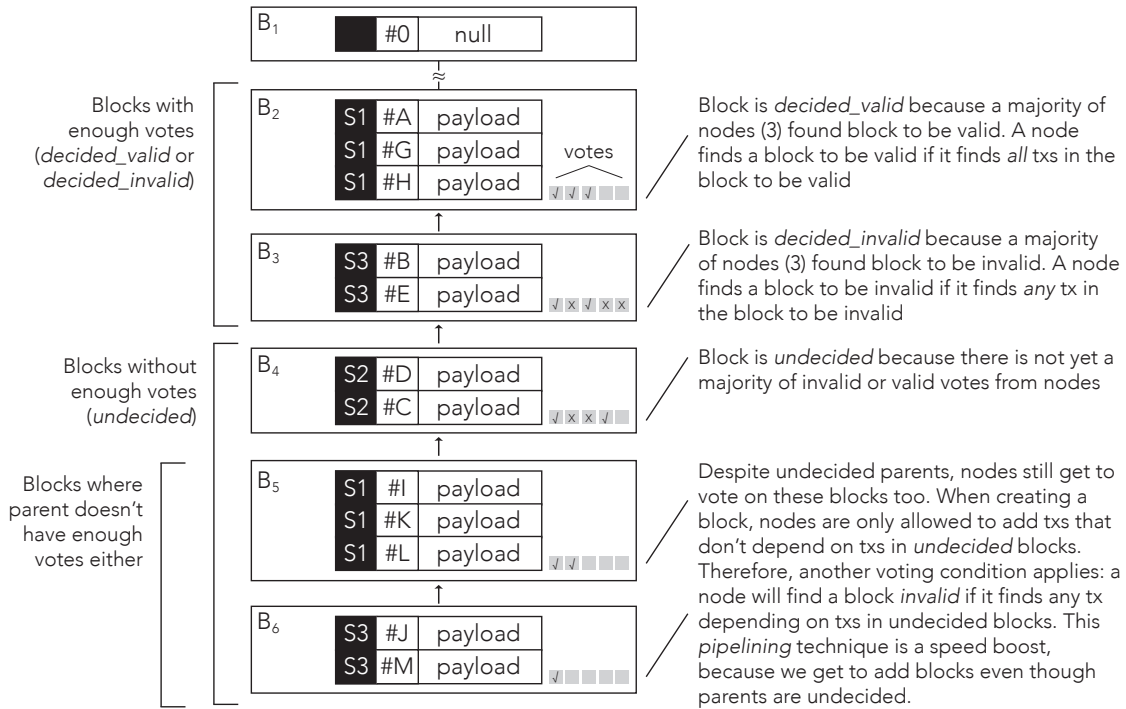 B₁
#0 null
≈
Blocks with
enough votes
(decided_valid or
decided_invalid)
B₂
S1 #A payload
S1 #G payload
S1 #H payload
votes
√ √ √
Block is decided_valid because a majority of
nodes (3) found block to be valid. A node
finds a block to be valid if it finds all txs in the
block to be valid
B₃
S3 #B payload
S3 #E payload
√ x √ x x
Block is decided_invalid because a majority
of nodes (3) found block to be invalid. A node
finds a block to be invalid if it finds any tx in
the block to be invalid
Blocks without
enough votes
(undecided)
B₄
S2 #D payload
S2 #C payload
√ x x √
Block is undecided because there is not yet a
majority of invalid or valid votes from nodes
Blocks where
parent doesn't
have enough
votes either
B₅
S1 #I payload
S1 #K payload
S1 #L payload
√ √
B₆
S3 #J payload
S3 #M payload
√
Despite undecided parents, nodes still get to
vote on these blocks too. When creating a
block, nodes are only allowed to add txs that
don't depend on txs in undecided blocks.
Therefore, another voting condition applies: a
node will find a block invalid if it finds any tx
depending on txs in undecided blocks. This
pipelining technique is a speed boost,
because we get to add blocks even though
parents are undecided.